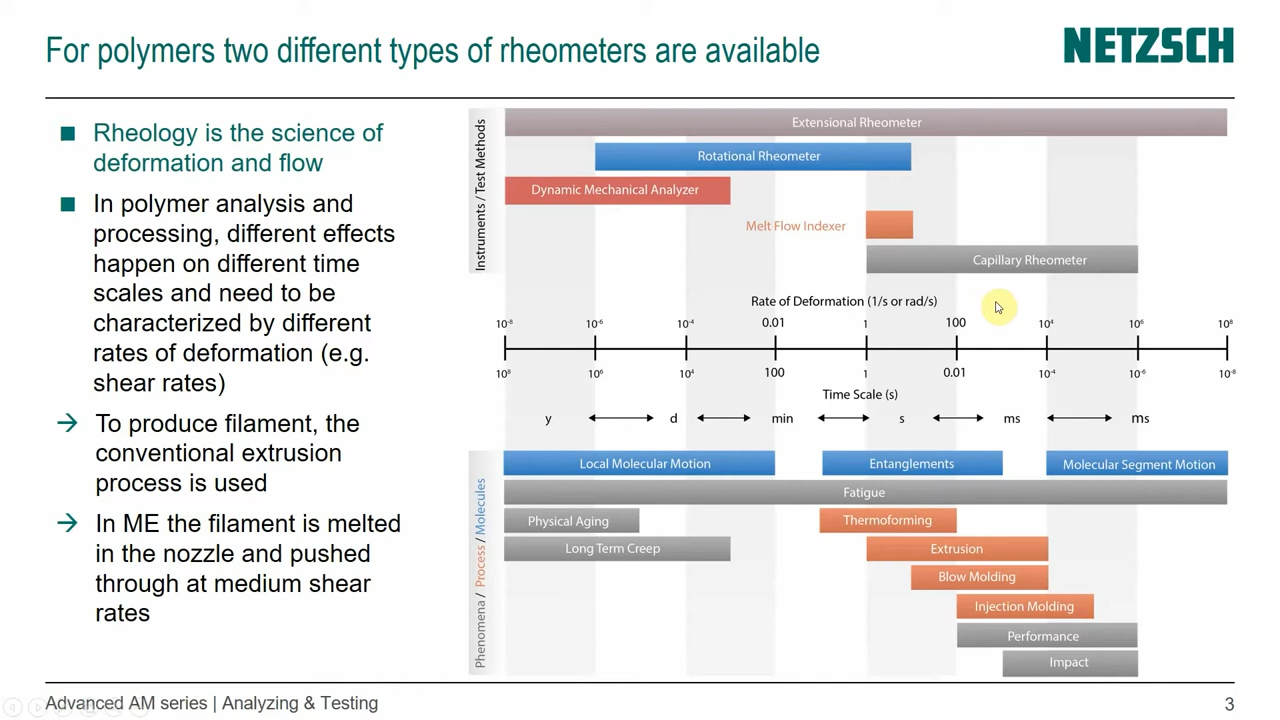 For polymers two different types of rheometers are available
NETZSCH
■ Rheology is the science of
deformation and flow
■ In polymer analysis and
processing, different effects
happen on different time
scales and need to be
characterized by different
rates of deformation (e.g.
shear rates)
→ To produce filament, the
conventional extrusion
process is used
→ In ME the filament is melted
in the nozzle and pushed
through at medium shear
rates
Instruments / Test Methods
Extensional Rheometer
Rotational Rheometer
Dynamic Mechanical Analyzer
Melt Flow Indexer
Capillary Rheometer
Rate of Deformation (1/s or rad/s)
10⁻⁸ 10⁻⁶ 10⁻⁴ 0.01 1 100 10⁴ 10⁶ 10⁸
10⁸ 10⁶ 10⁴ 100 1 0.01 10⁻⁴ 10⁻⁶ 10⁻⁸
Time Scale (s)
y d min s ms ms
Phenomena / Process / Molecules
Local Molecular Motion Entanglements Molecular Segment Motion
Fatigue
Physical Aging Thermoforming
Long Term Creep Extrusion
Blow Molding
Injection Molding
Performance
Impact
Advanced AM series | Analyzing & Testing
3